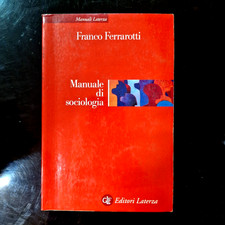 Manuali Laterza
Franco Ferrarotti
Manuale
di
sociologia
Editori Laterza